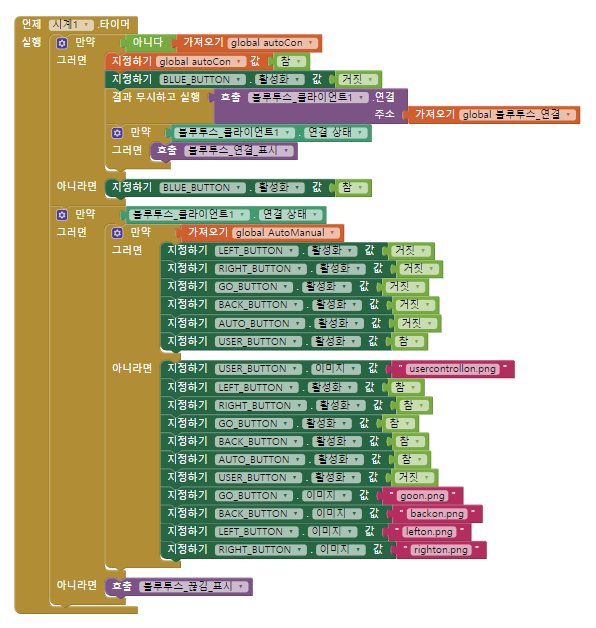 언제 시계1 .타이머
실행 만약 아니다 가져오기 global autoCon
그러면 지정하기 global autoCon 값 참
지정하기 BLUE_BUTTON . 활성화 값 거짓
결과 무시하고 실행 호출 블루투스_클라이언트1 .연결
주소 가져오기 global 블루투스_연결
만약 블루투스_클라이언트1 . 연결 상태
그러면 호출 블루투스_연결_표시
아니라면 지정하기 BLUE_BUTTON . 활성화 값 참
만약 블루투스_클라이언트1 . 연결 상태
그러면 만약 가져오기 global AutoManual
그러면 지정하기 LEFT_BUTTON . 활성화 값 거짓
지정하기 RIGHT_BUTTON . 활성화 값 거짓
지정하기 GO_BUTTON . 활성화 값 거짓
지정하기 BACK_BUTTON . 활성화 값 거짓
지정하기 AUTO_BUTTON . 활성화 값 거짓
지정하기 USER_BUTTON . 활성화 값 참
아니라면 지정하기 USER_BUTTON . 이미지 값 " usercontrollon.png "
지정하기 LEFT_BUTTON . 활성화 값 참
지정하기 RIGHT_BUTTON . 활성화 값 참
지정하기 GO_BUTTON . 활성화 값 참
지정하기 BACK_BUTTON . 활성화 값 참
지정하기 AUTO_BUTTON . 활성화 값 참
지정하기 USER_BUTTON . 활성화 값 거짓
지정하기 GO_BUTTON . 이미지 값 " goon.png "
지정하기 BACK_BUTTON . 이미지 값 " backon.png "
지정하기 LEFT_BUTTON . 이미지 값 " lefton.png "
지정하기 RIGHT_BUTTON . 이미지 값 " righton.png "
아니라면 호출 블루투스_끊김_표시